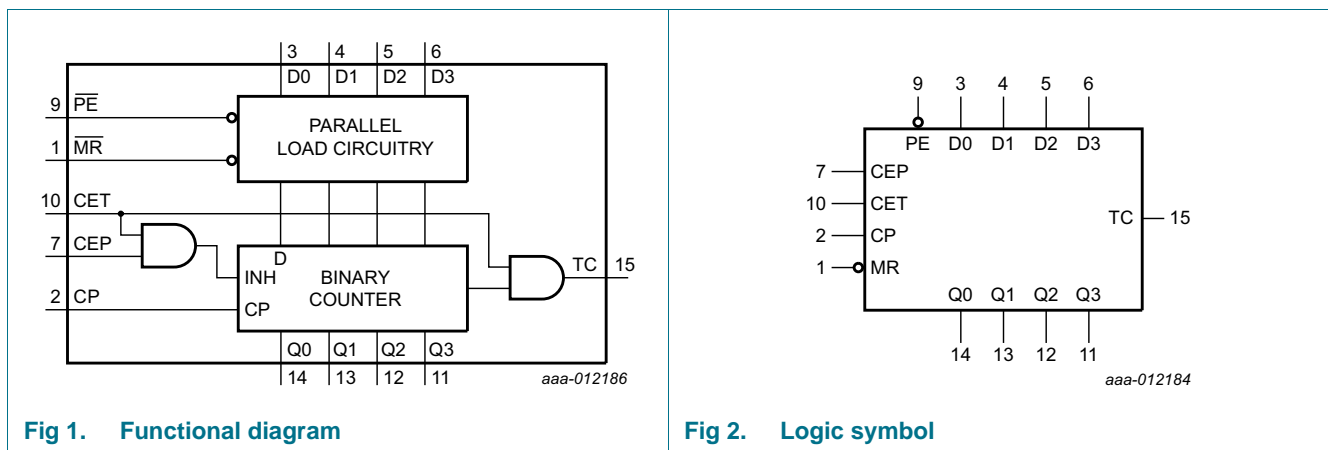 3 4 5 6
D0 D1 D2 D3
9 PE
PARALLEL
LOAD CIRCUITRY
1 MR
10 CET
7 CEP
D
INH
BINARY
COUNTER
TC 15
2 CP
CP
Q0 Q1 Q2 Q3
14 13 12 11
aaa-012186
Fig 1. Functional diagram
9 3 4 5 6
PE D0 D1 D2 D3
7 CEP
10 CET
TC 15
2 CP
1 MR
Q0 Q1 Q2 Q3
14 13 12 11
aaa-012184
Fig 2. Logic symbol